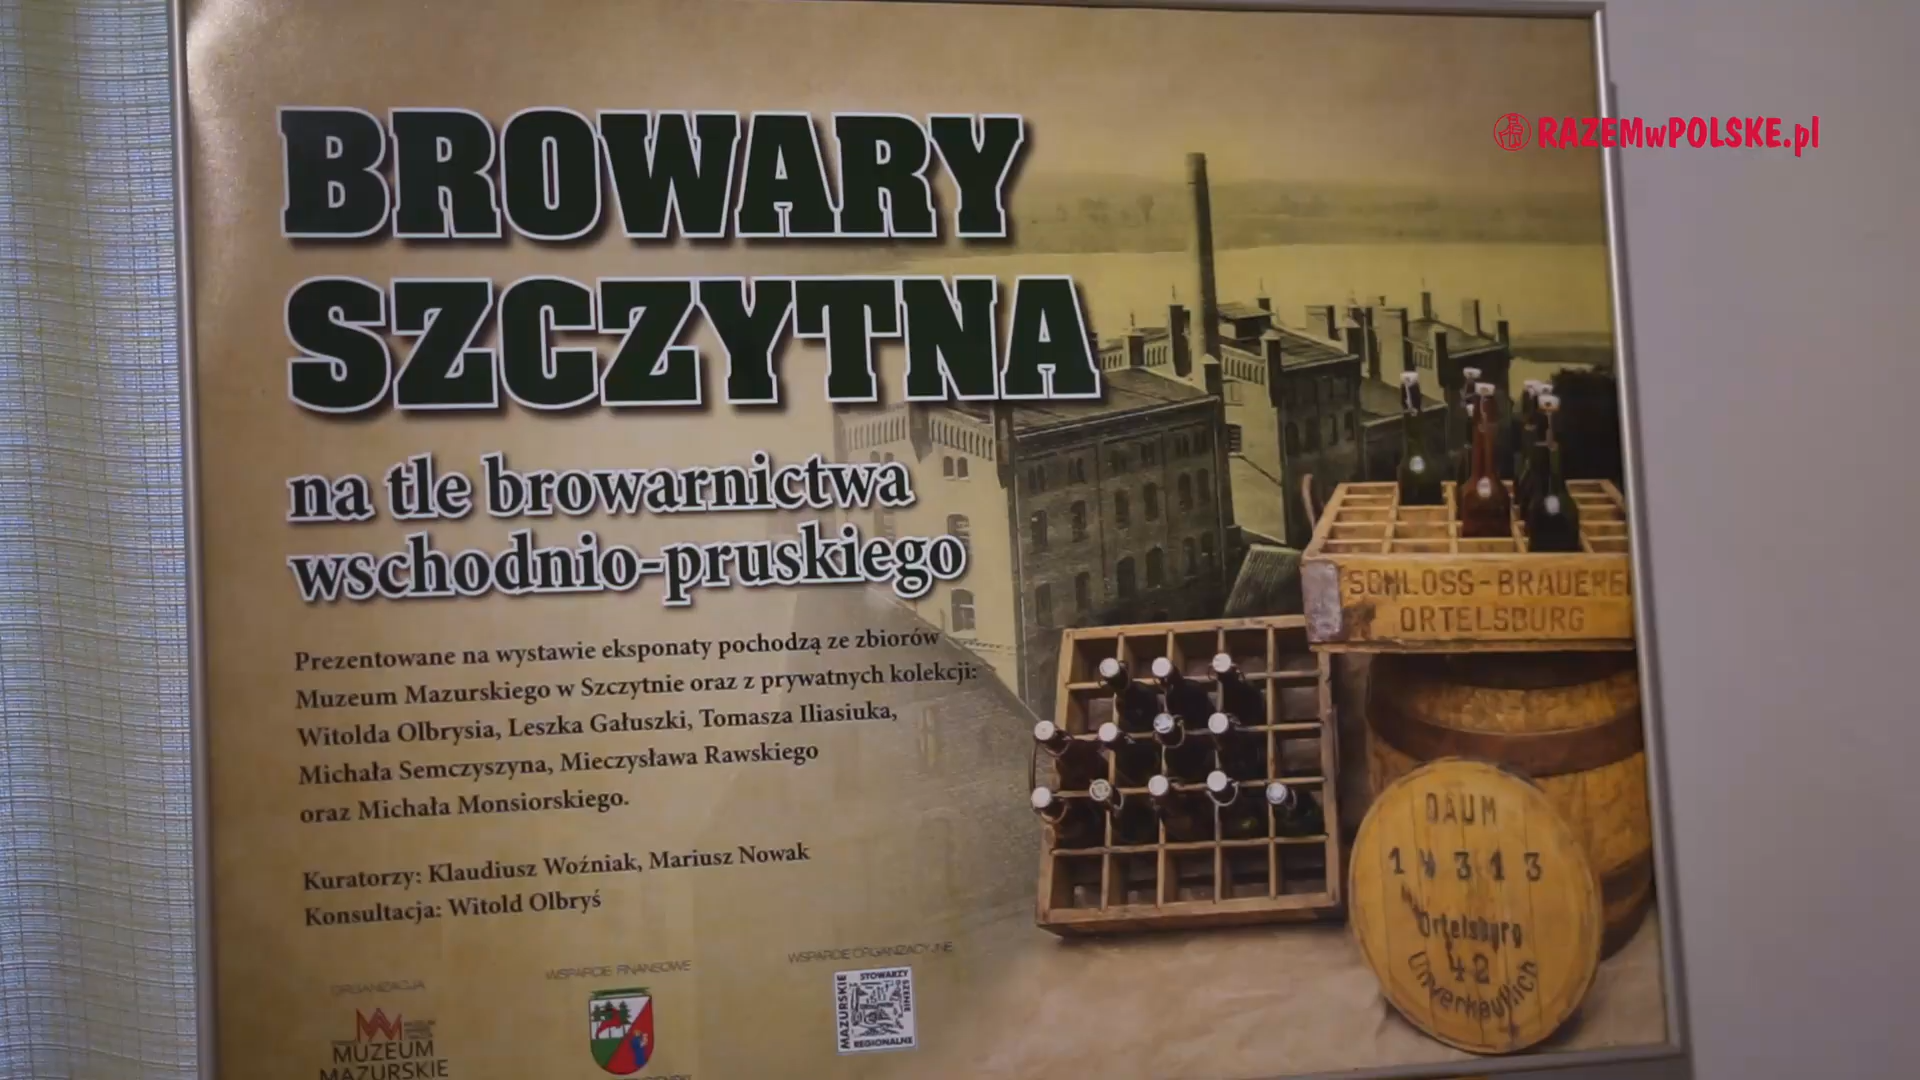 RAZEMwPOLSKE.pl
BROWARY
SZCZYTNA
na tle browarnictwa
wschodnio-pruskiego
Prezentowane na wystawie eksponaty pochodzą ze zbiorów
Muzeum Mazurskiego w Szczytnie oraz z prywatnych kolekcji:
Witolda Olbrysia, Leszka Gałuszki, Tomasza Iliasiuka,
Michała Semczyszyna, Mieczysława Rawskiego
oraz Michała Monsiorskiego.
Kuratorzy: Klaudiusz Woźniak, Mariusz Nowak
Konsultacja: Witold Olbryś
ORGANIZACJA
WSPARCIE FINANSOWE
WSPARCIE ORGANIZACYJNE
MUZEUM
MAZURSKIE
STOWARZY
SZENIE
MAZURSKIE
REGIONALNE
SCHLOSS-BRAUEREI
ORTELSBURG
DAUM
14313
Ortelsburg
42
Unverkäuflich